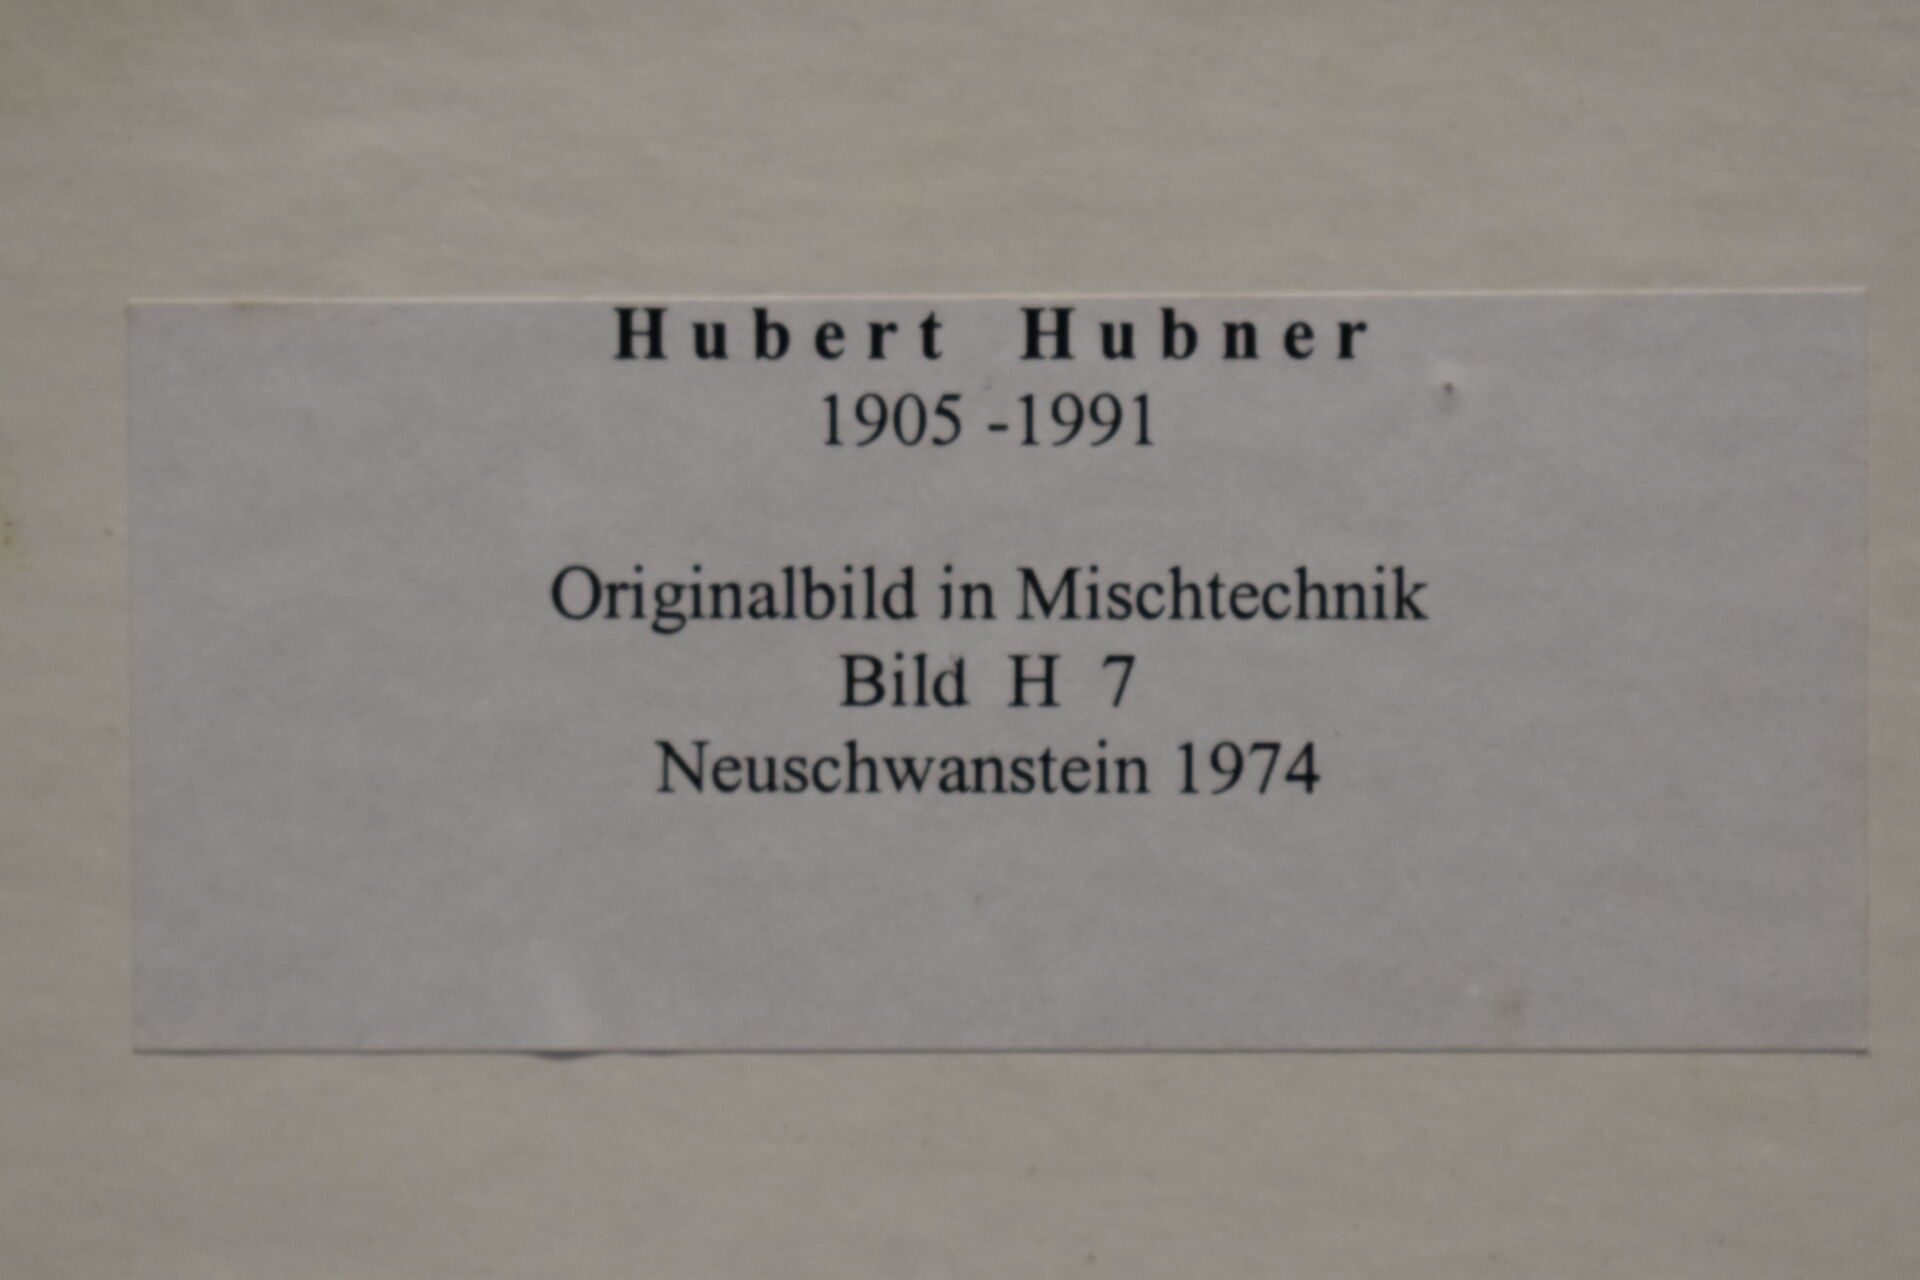 Hubert Hubner
1905 -1991
Originalbild in Mischtechnik
Bild H 7
Neuschwanstein 1974